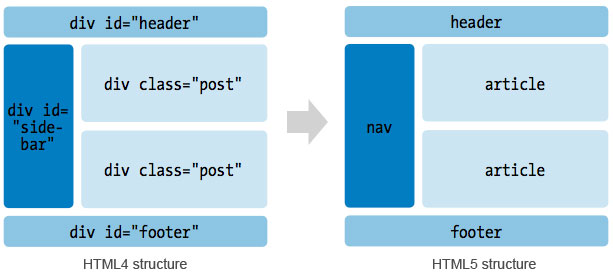 div id="header"
div id=
"side-
bar"
div class="post"
div class="post"
div id="footer"
HTML4 structure
header
nav
article
article
footer
HTML5 structure